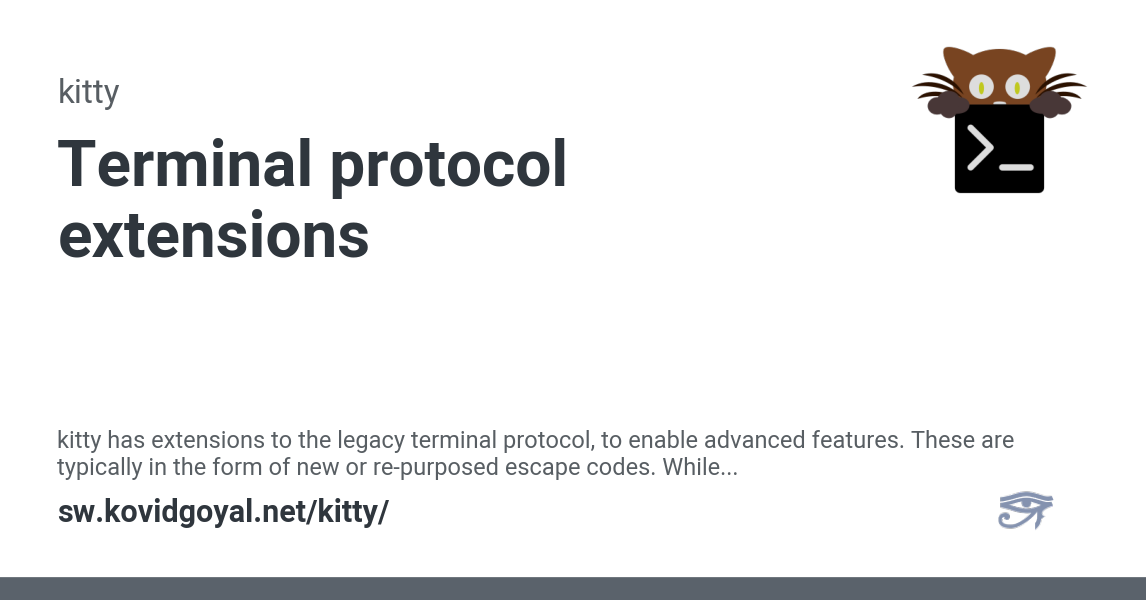 kitty
Terminal protocol
extensions
>_
kitty has extensions to the legacy terminal protocol, to enable advanced features. These are
typically in the form of new or re-purposed escape codes. While...
sw.kovidgoyal.net/kitty/